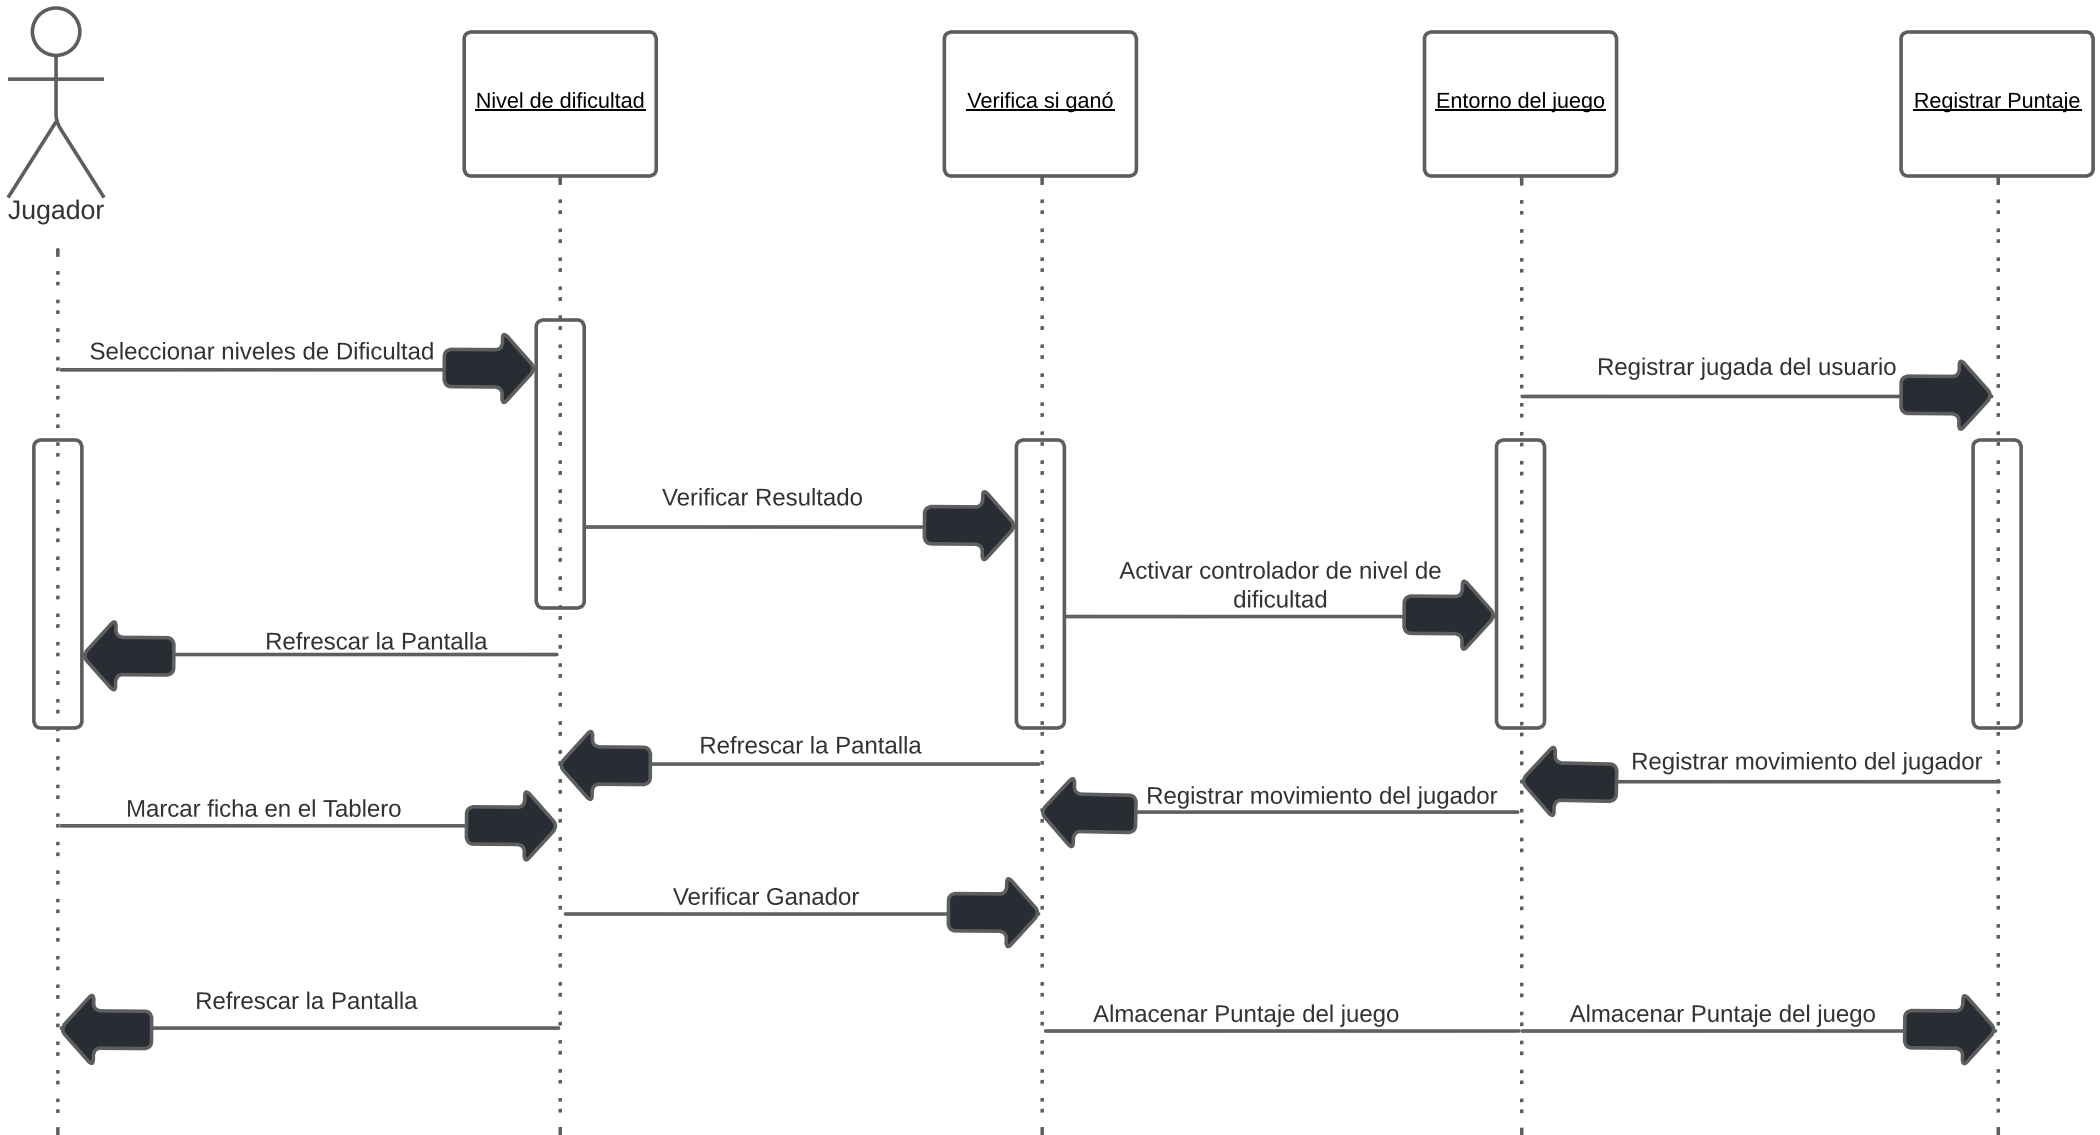 Nivel de dificultad
Verifica si ganó
Entorno del juego
Registrar Puntaje
Jugador
Seleccionar niveles de Dificultad
Registrar jugada del usuario
Verificar Resultado
Activar controlador de nivel de
dificultad
Refrescar la Pantalla
Refrescar la Pantalla
Registrar movimiento del jugador
Registrar movimiento del jugador
Marcar ficha en el Tablero
Verificar Ganador
Refrescar la Pantalla
Almacenar Puntaje del juego
Almacenar Puntaje del juego